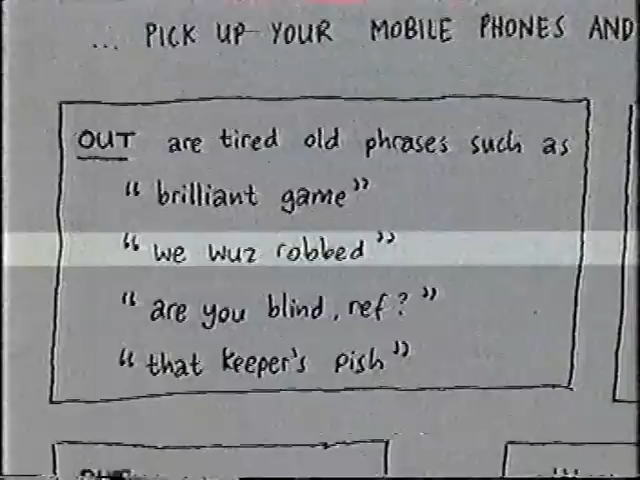 ... PICK UP YOUR MOBILE PHONES AND
OUT are tired old phrases such as
"brilliant game"
"we wuz robbed"
"are you blind, ref?"
"that keeper's pish"